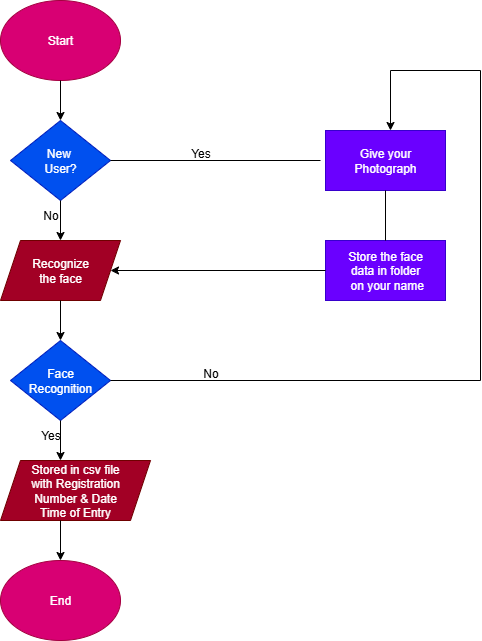 Start
New
User?
Yes
Give your
Photograph
No
Recognize
the face
Store the face
data in folder
on your name
Face
Recognition
No
Yes
Stored in csv file
with Registration
Number & Date
Time of Entry
End